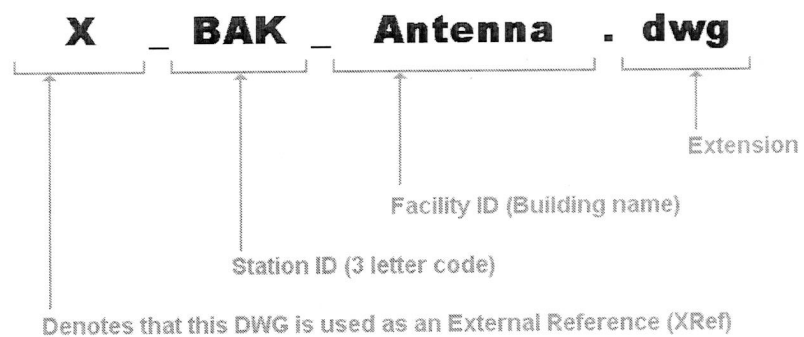 X _ BAK _ Antenna . dwg
Extension
Facility ID (Building name)
Station ID (3 letter code)
Denotes that this DWG is used as an External Reference (XRef)